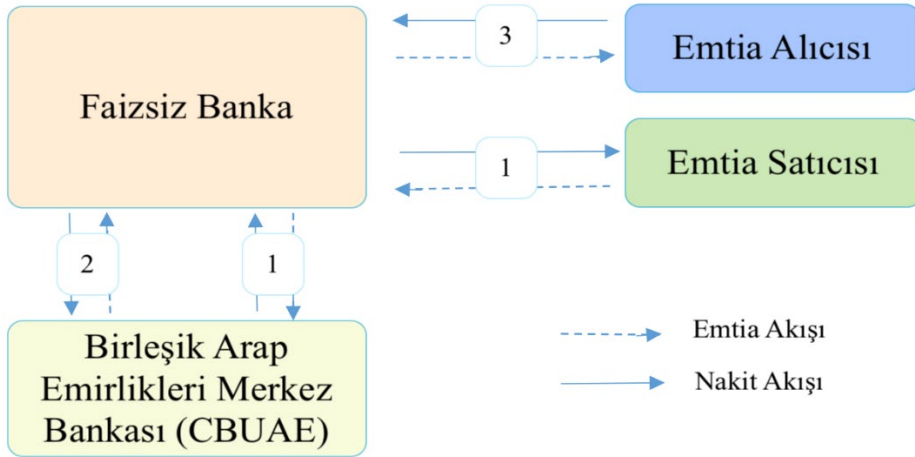 Faizsiz Banka
3
Emtia Alıcısı
1
Emtia Satıcısı
2
1
Birleşik Arap
Emirlikleri Merkez
Bankası (CBUAE)
Emtia Akışı
Nakit Akışı